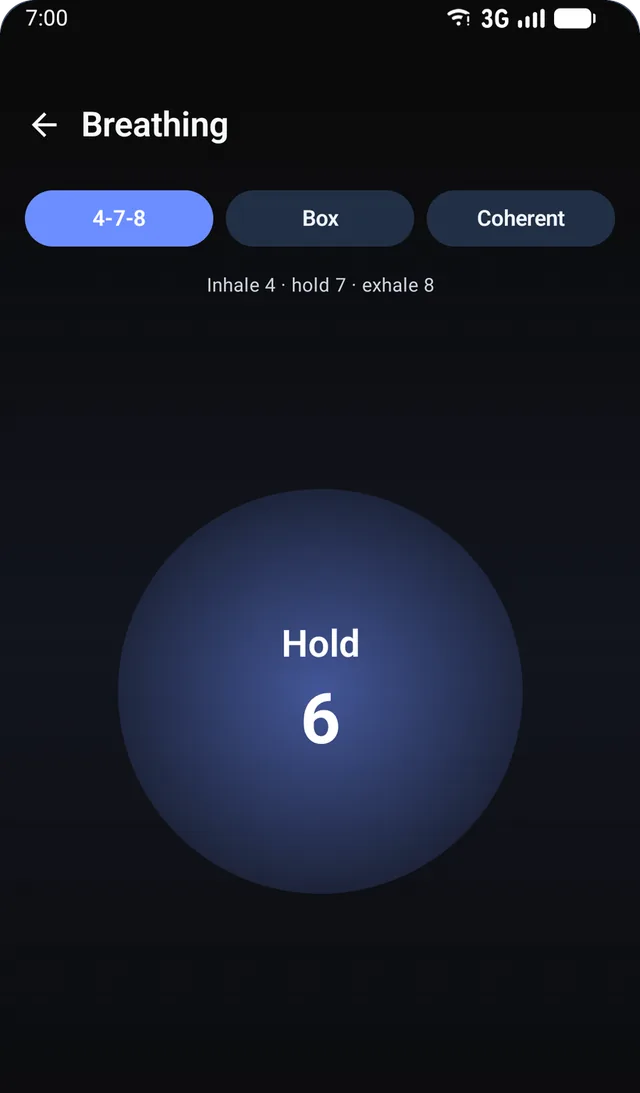 7:00 3G
Breathing
4-7-8 Box Coherent
Inhale 4 · hold 7 · exhale 8
Hold
6